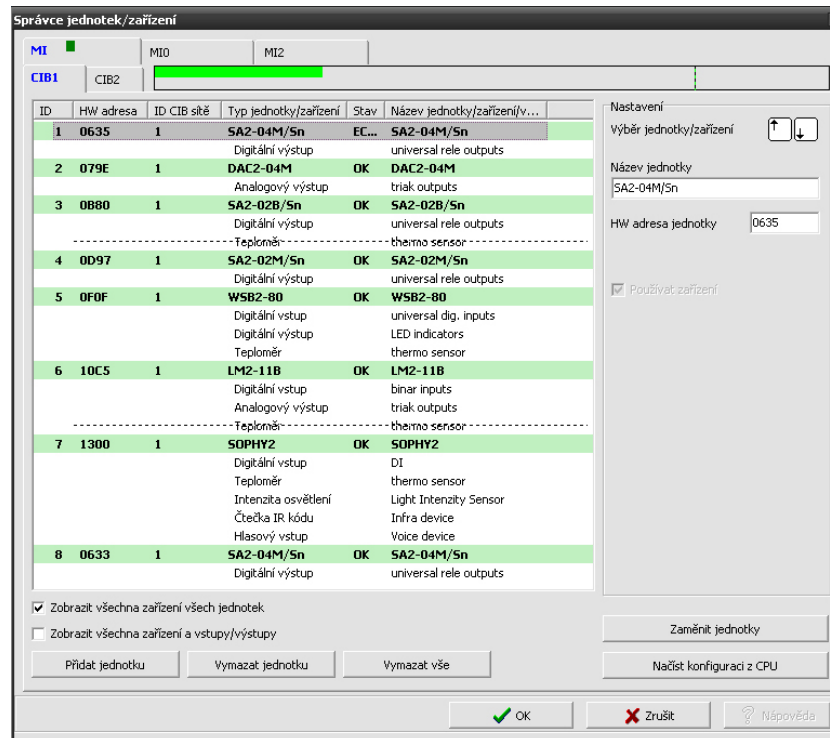 Správce jednotek/zařízení
MI MI0 MI2
CIB1 CIB2
ID HW adresa ID CIB sítě Typ jednotky/zařízení Stav Název jednotky/zařízení/v...
1 0635 1 SA2-04M/Sn EC... SA2-04M/Sn
Digitální výstup universal rele outputs
2 079E 1 DAC2-04M OK DAC2-04M
Analogový výstup triak outputs
3 0B80 1 SA2-02B/Sn OK SA2-02B/Sn
Digitální výstup universal rele outputs
Teploměr thermo sensor
4 0D97 1 SA2-02M/Sn OK SA2-02M/Sn
Digitální výstup universal rele outputs
5 0F0F 1 WSB2-80 OK WSB2-80
Digitální vstup universal dig. inputs
Digitální výstup LED indicators
Teploměr thermo sensor
6 10C5 1 LM2-11B OK LM2-11B
Digitální vstup binar inputs
Analogový výstup triak outputs
Teploměr thermo sensor
7 1300 1 SOPHY2 OK SOPHY2
Digitální vstup DI
Teploměr thermo sensor
Intenzita osvětlení Light Intenzity Sensor
Čtečka IR kódu Infra device
Hlasový vstup Voice device
8 0633 1 SA2-04M/Sn OK SA2-04M/Sn
Digitální výstup universal rele outputs
Zobrazit všechna zařízení všech jednotek
Zobrazit všechna zařízení a vstupy/výstupy
Přidat jednotku Vymazat jednotku Vymazat vše
Nastavení
Výběr jednotky/zařízení
Název jednotky
SA2-04M/Sn
HW adresa jednotky 0635
Používat zařízení
Zaměnit jednotky
Načíst konfiguraci z CPU
OK Zrušit Nápověda